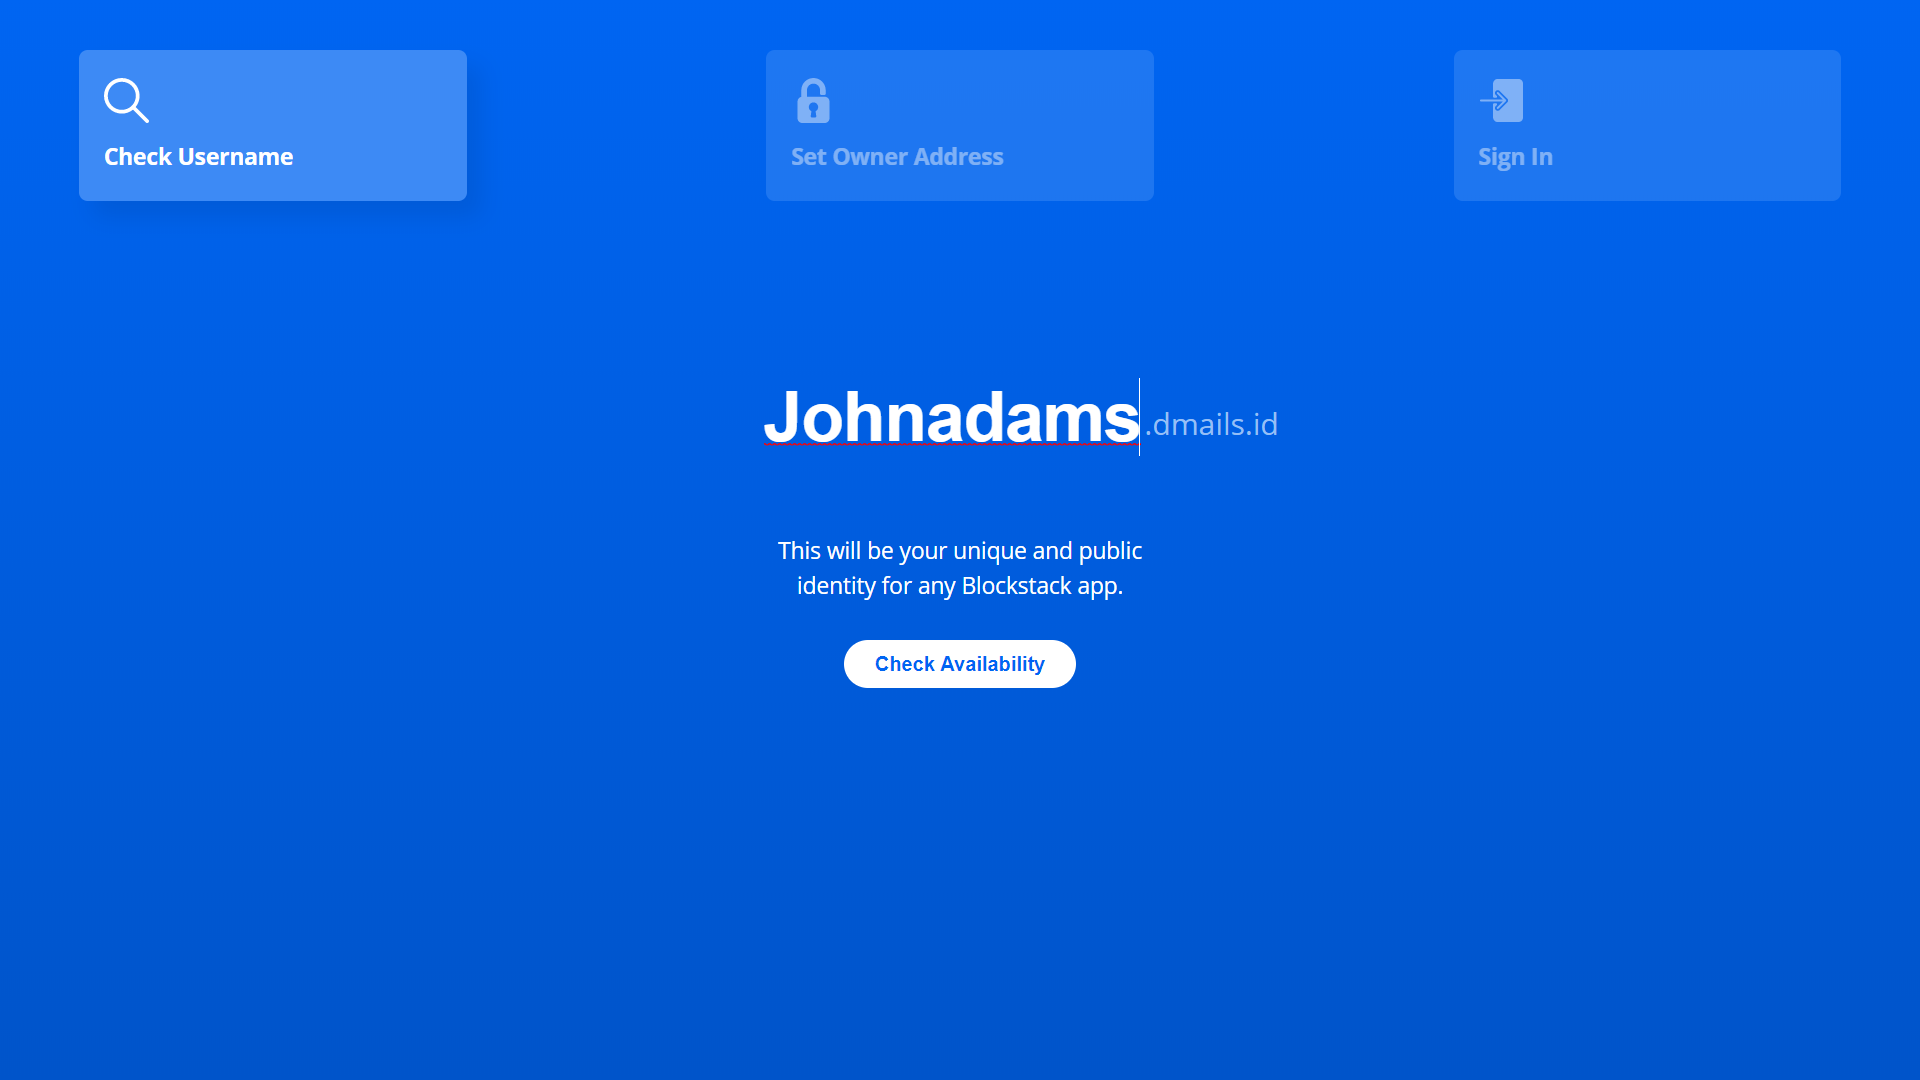 Check Username
Set Owner Address
Sign In
Johnadams.dmails.id
This will be your unique and public
identity for any Blockstack app.
Check Availability